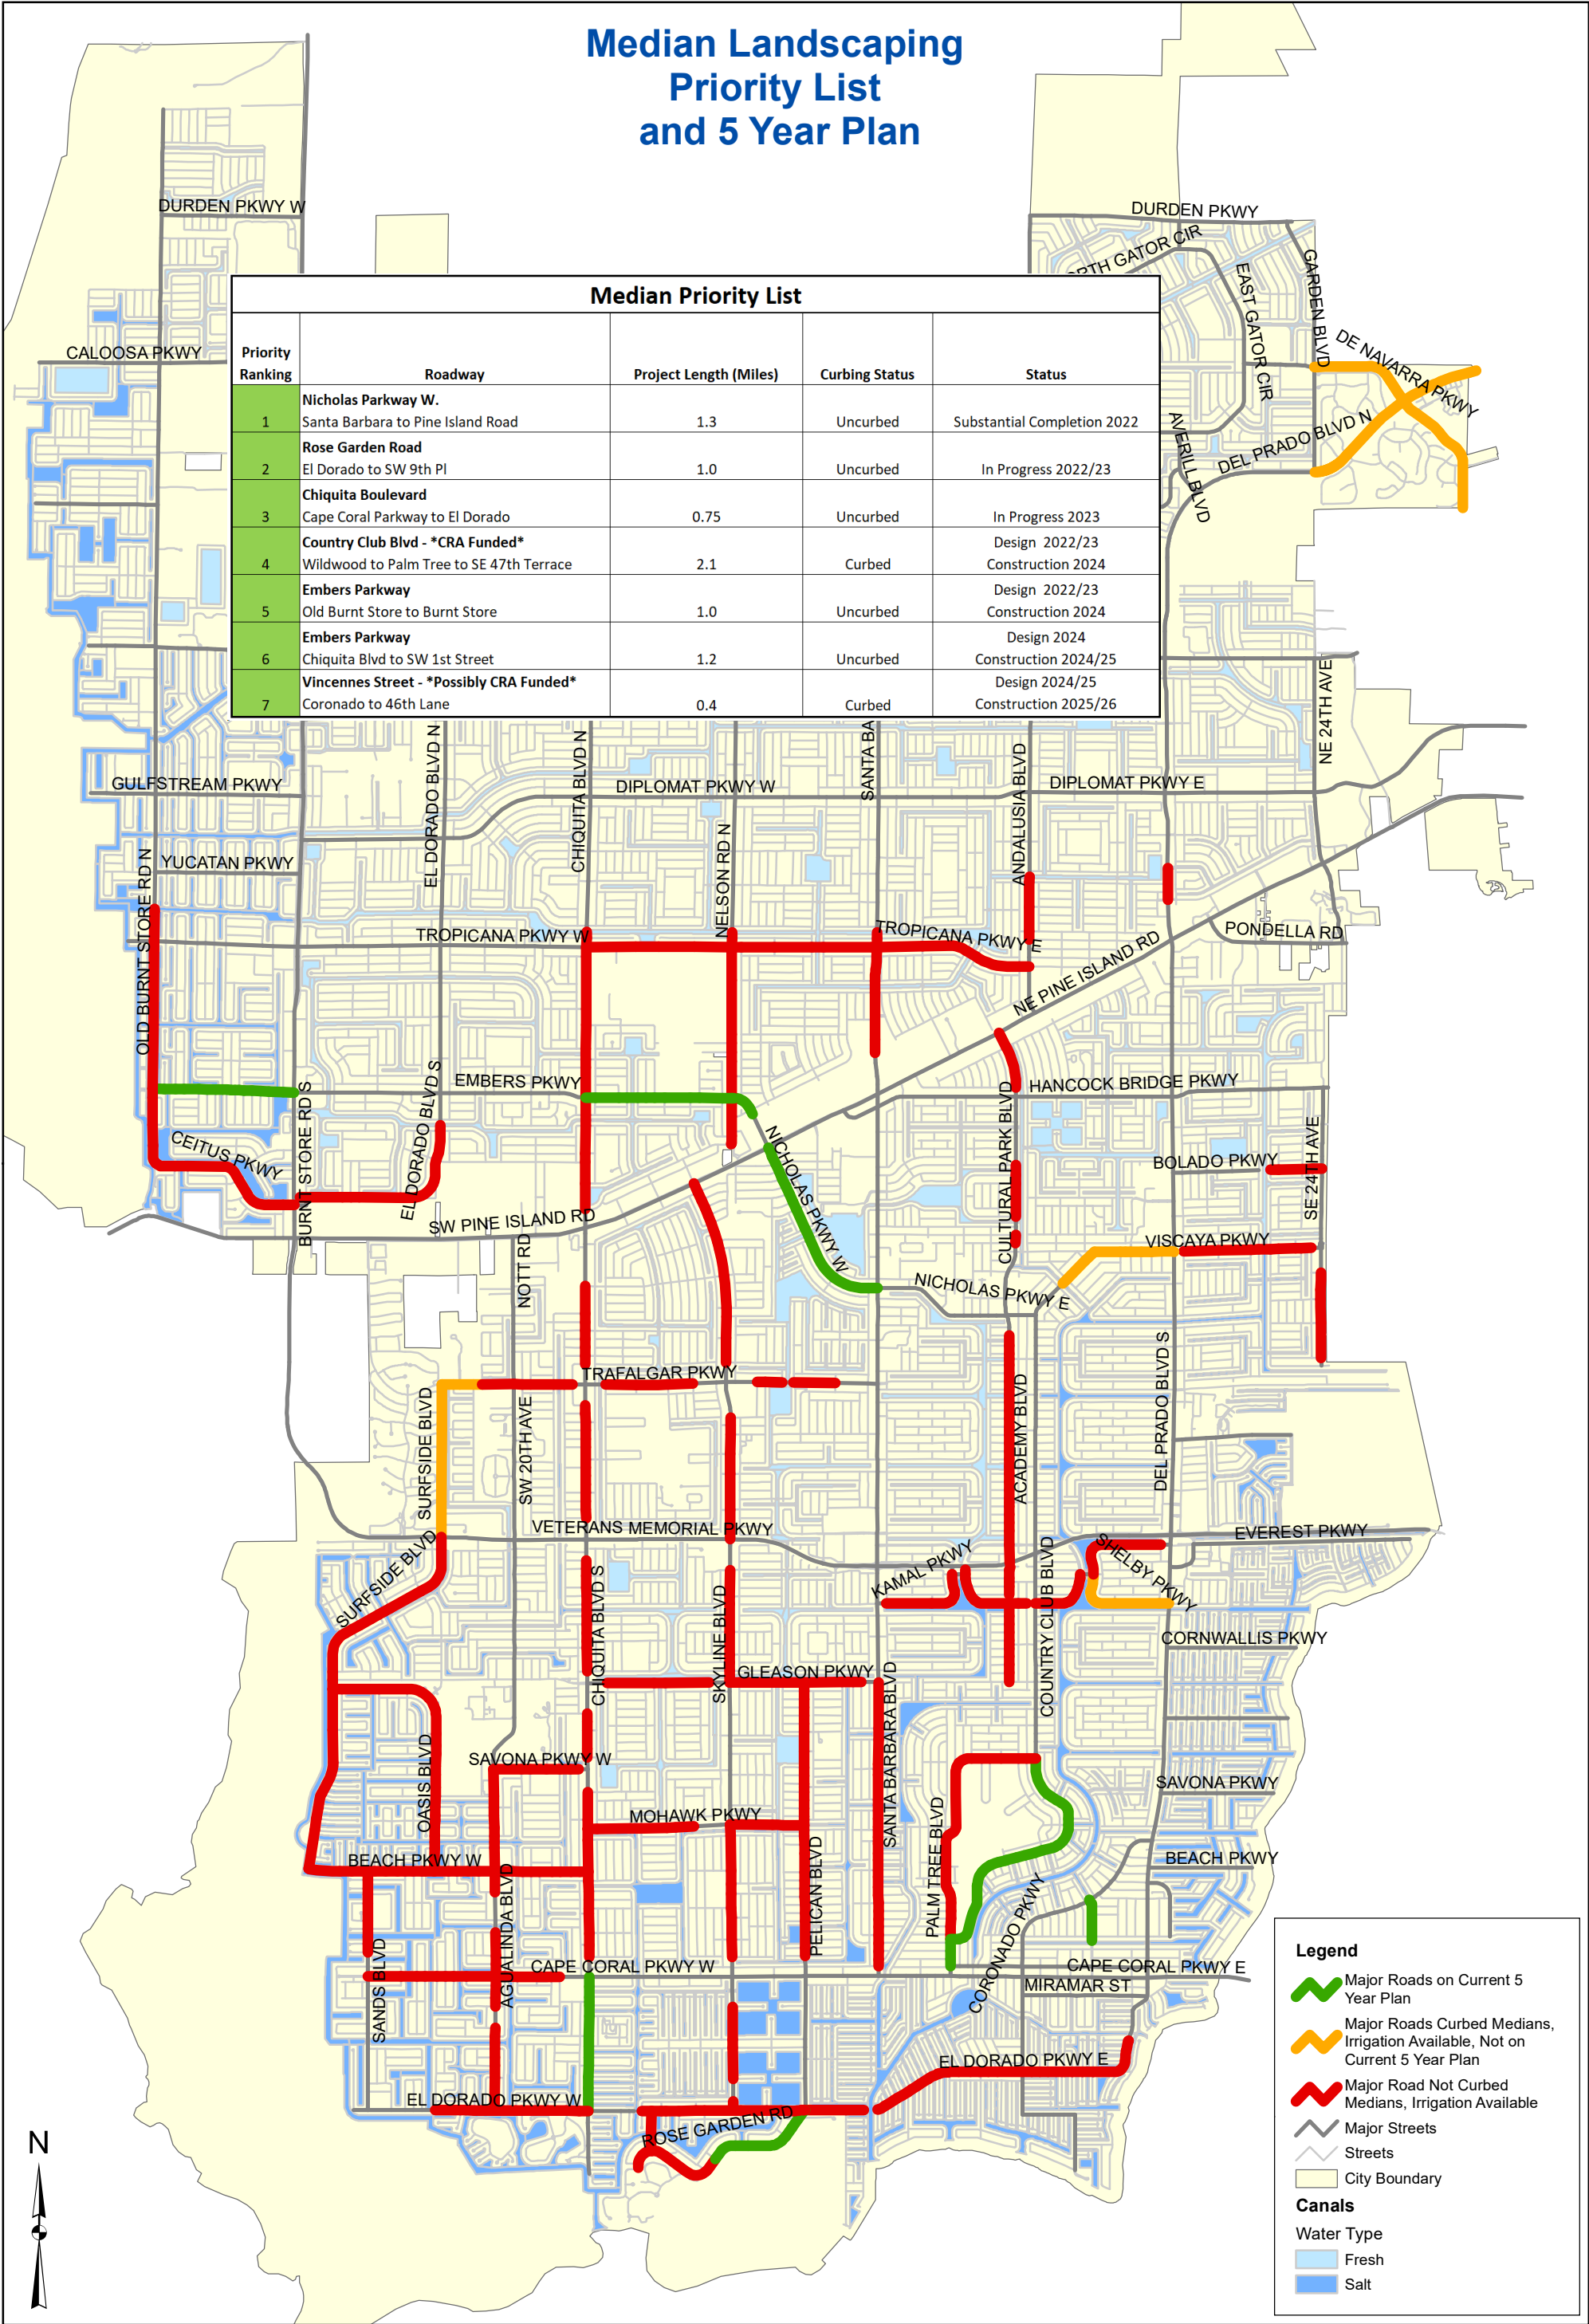 Median Landscaping
Priority List
and 5 Year Plan
DURDEN PKWY W
DURDEN PKWY
NORTH GATOR CIR
EAST GATOR CIR
GARDEN BLVD
DE NAVARRA PKWY
DEL PRADO BLVD N
AVERILL BLVD
CALOOSA PKWY
Median Priority List
Priority Ranking Roadway Project Length (Miles) Curbing Status Status
1 Nicholas Parkway W. Santa Barbara to Pine Island Road 1.3 Uncurbed Substantial Completion 2022
2 Rose Garden Road El Dorado to SW 9th Pl 1.0 Uncurbed In Progress 2022/23
3 Chiquita Boulevard Cape Coral Parkway to El Dorado 0.75 Uncurbed In Progress 2023
4 Country Club Blvd - *CRA Funded* Wildwood to Palm Tree to SE 47th Terrace 2.1 Curbed Design 2022/23 Construction 2024
5 Embers Parkway Old Burnt Store to Burnt Store 1.0 Uncurbed Design 2022/23 Construction 2024
6 Embers Parkway Chiquita Blvd to SW 1st Street 1.2 Uncurbed Design 2024 Construction 2024/25
7 Vincennes Street - *Possibly CRA Funded* Coronado to 46th Lane 0.4 Curbed Design 2024/25 Construction 2025/26
NE 24TH AVE
EL DORADO BLVD N
CHIQUITA BLVD N
SANTA BA
ANDALUSIA BLVD
GULFSTREAM PKWY
DIPLOMAT PKWY W
DIPLOMAT PKWY E
YUCATAN PKWY
OLD BURNT STORE RD N
NELSON RD N
TROPICANA PKWY W
TROPICANA PKWY E
PONDELLA RD
NE PINE ISLAND RD
EMBERS PKWY
HANCOCK BRIDGE PKWY
BURNT STORE RD S
EL DORADO BLVD S
CEITUS PKWY
NICHOLAS PKWY W
CULTURAL PARK BLVD
BOLADO PKWY
SE 24TH AVE
SW PINE ISLAND RD
VISCAYA PKWY
NOTT RD
NICHOLAS PKWY E
TRAFALGAR PKWY
SURFSIDE BLVD
SW 20TH AVE
ACADEMY BLVD
DEL PRADO BLVD S
VETERANS MEMORIAL PKWY
EVEREST PKWY
SURFSIDE BLVD
KAMAL PKWY
SHELBY PKWY
CHIQUITA BLVD S
SKYLINE BLVD
COUNTRY CLUB BLVD
CORNWALLIS PKWY
GLEASON PKWY
SANTA BARBARA BLVD
OASIS BLVD
SAVONA PKWY W
SAVONA PKWY
MOHAWK PKWY
PALM TREE BLVD
BEACH PKWY W
BEACH PKWY
AGUALINDA BLVD
PELICAN BLVD
CORONADO PKWY
SANDS BLVD
CAPE CORAL PKWY W
CAPE CORAL PKWY E
MIRAMAR ST
EL DORADO PKWY E
EL DORADO PKWY W
ROSE GARDEN RD
N
Legend
Major Roads on Current 5
Year Plan
Major Roads Curbed Medians,
Irrigation Available, Not on
Current 5 Year Plan
Major Road Not Curbed
Medians, Irrigation Available
Major Streets
Streets
City Boundary
Canals
Water Type
Fresh
Salt